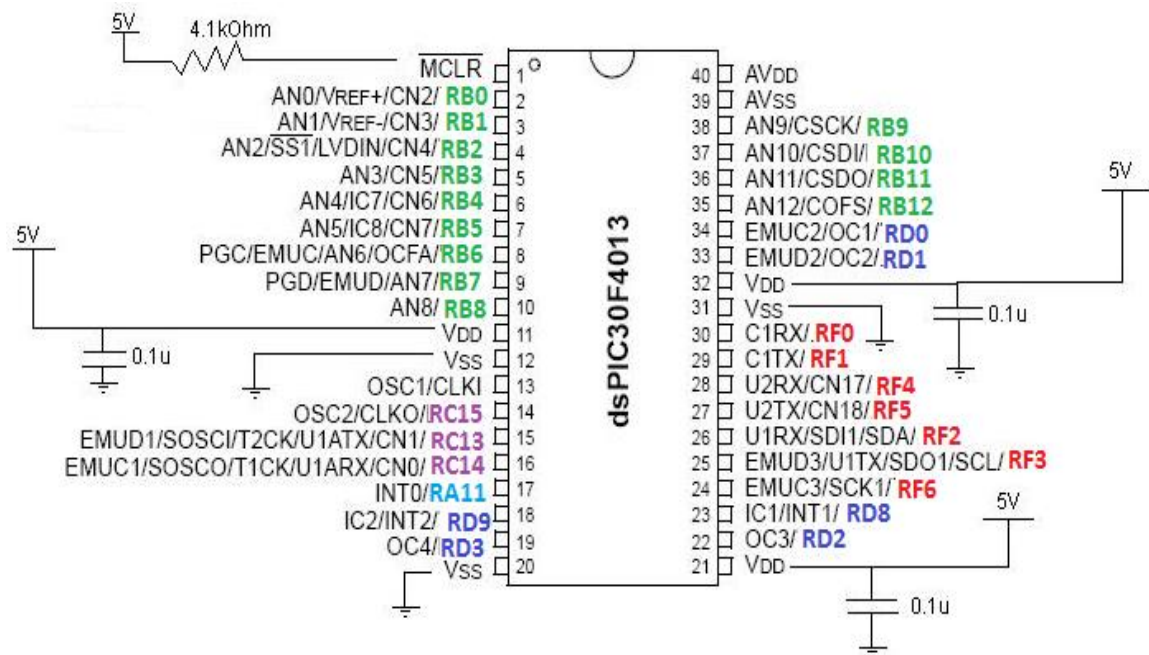 5V
4.1kOhm
MCLR
1
AN0/VREF+/CN2/ RB0
2
AN1/VREF-/CN3/ RB1
3
AN2/SS1/LVDIN/CN4/RB2
4
AN3/CN5/RB3
5
AN4/IC7/CN6/RB4
6
AN5/IC8/CN7/RB5
7
PGC/EMUC/AN6/OCFA/RB6
8
PGD/EMUD/AN7/RB7
9
AN8/ RB8
10
5V
VDD
11
0.1u
VSS
12
OSC1/CLKI
13
OSC2/CLKO/RC15
14
EMUD1/SOSCI/T2CK/U1ATX/CN1/ RC13
15
EMUC1/SOSCO/T1CK/U1ARX/CN0/ RC14
16
INT0/RA11
17
IC2/INT2/ RD9
18
OC4/RD3
19
VSS
20
dsPIC30F4013
40 AVDD
39 AVSS
38 AN9/CSCK/ RB9
37 AN10/CSDI/ RB10
36 AN11/CSDO/ RB11
35 AN12/COFS/ RB12
34 EMUC2/OC1/ RD0
33 EMUD2/OC2/.RD1
32 VDD
5V
0.1u
31 VSS
30 C1RX/.RF0
29 C1TX/ RF1
28 U2RX/CN17/ RF4
27 U2TX/CN18/ RF5
26 U1RX/SDI1/SDA/ RF2
25 EMUD3/U1TX/SDO1/SCL/ RF3
24 EMUC3/SCK1/ RF6
23 IC1/INT1/ RD8
22 OC3/ RD2
21 VDD
5V
0.1u